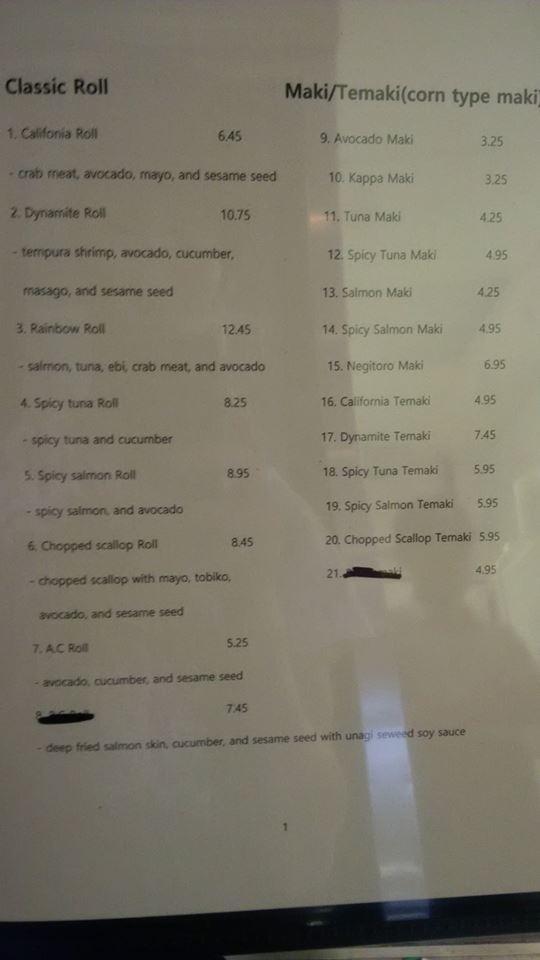 Classic Roll
1. Califonia Roll 6.45
- crab meat, avocado, mayo, and sesame seed
2. Dynamite Roll 10.75
- tempura shrimp, avocado, cucumber,
masago, and sesame seed
3. Rainbow Roll 12.45
- salmon, tuna, ebi, crab meat, and avocado
4. Spicy tuna Roll 8.25
- spicy tuna and cucumber
5. Spicy salmon Roll 8.95
- spicy salmon, and avocado
6. Chopped scallop Roll 8.45
- chopped scallop with mayo, tobiko,
avocado, and sesame seed
7. A.C Roll 5.25
- avocado, cucumber, and sesame seed
7.45
- deep fried salmon skin, cucumber, and sesame seed with unagi seweed soy sauce
Maki/Temaki(corn type maki)
9. Avocado Maki 3.25
10. Kappa Maki 3.25
11. Tuna Maki 4.25
12. Spicy Tuna Maki 4.95
13. Salmon Maki 4.25
14. Spicy Salmon Maki 4.95
15. Negitoro Maki 6.95
16. California Temaki 4.95
17. Dynamite Temaki 7.45
18. Spicy Tuna Temaki 5.95
19. Spicy Salmon Temaki 5.95
20. Chopped Scallop Temaki 5.95
21. 4.95
1